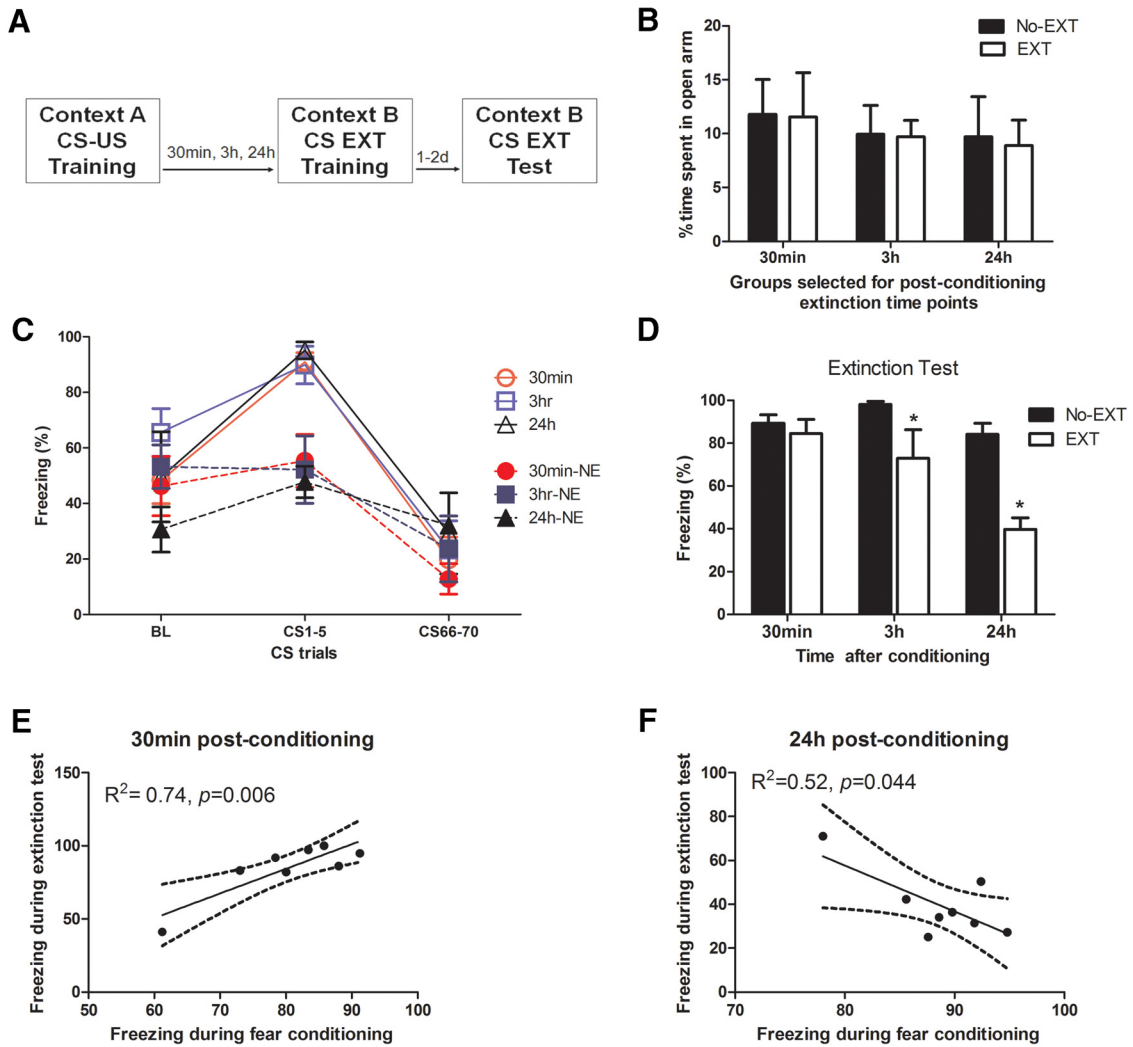 A
Context A
CS-US
Training
30min, 3h, 24h
Context B
CS EXT
Training
1-2d
Context B
CS EXT
Test
B
No-EXT
EXT
% time spent in open arm
20
15
10
5
0
30min
3h
24h
Groups selected for post-conditioning
extinction time points
C
Freezing (%)
100
80
60
40
20
0
BL
CS1-5
CS66-70
CS trials
30min
3hr
24h
30min-NE
3hr-NE
24h-NE
D
Extinction Test
No-EXT
EXT
Freezing (%)
100
80
60
40
20
0
*
*
30min
3h
24h
Time after conditioning
E
30min post-conditioning
R²= 0.74, p=0.006
Freezing during extinction test
150
100
50
0
50
60
70
80
90
100
Freezing during fear conditioning
F
24h post-conditioning
R²=0.52, p=0.044
Freezing during extinction test
100
80
60
40
20
0
70
80
90
100
Freezing during fear conditioning